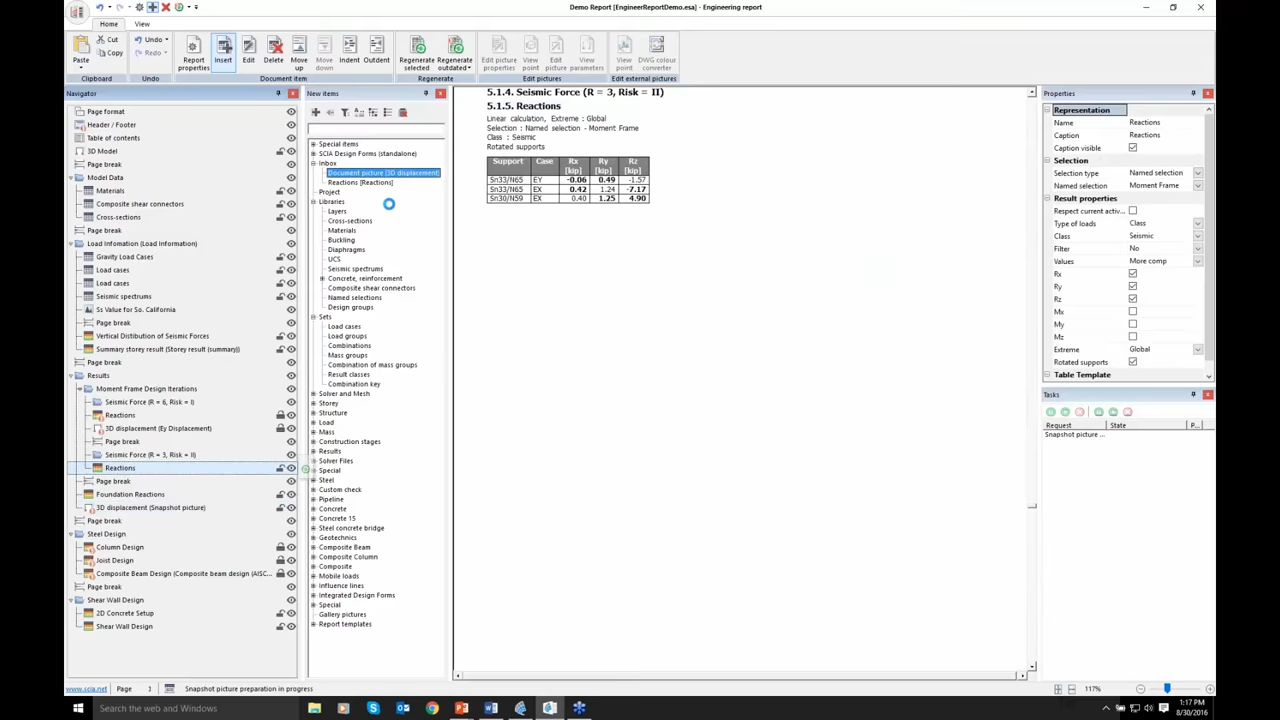 Demo Report [EngineerReportDemo.esa] - Engineering report
Home
View
Paste
Cut
Copy
Clipboard
Undo
Redo
Undo
Report properties
Insert
Edit
Delete
Move up
Move down
Indent
Outdent
Document item
Regenerate selected
Regenerate outdated
Regenerate
Edit picture properties
View point
Edit picture
View parameters
Edit pictures
View point
DWG colour converter
Edit external pictures
Navigator
Page format
Header / Footer
Table of contents
3D Model
Page break
Model Data
Materials
Composite shear connectors
Cross-sections
Page break
Load Infomation (Load Information)
Gravity Load Cases
Load cases
Load cases
Seismic spectrums
Ss Value for So. California
Page break
Vertical Distibution of Seismic Forces
Summary storey result (Storey result (summary))
Page break
Results
Moment Frame Design Iterations
Seismic Force (R = 6, Risk = I)
Reactions
3D displacement (Ey Displacement)
Page break
Seismic Force (R = 3, Risk = II)
Reactions
Page break
Foundation Reactions
3D displacement (Snapshot picture)
Page break
Steel Design
Column Design
Joist Design
Composite Beam Design (Composite beam design (AISC...
Page break
Shear Wall Design
2D Concrete Setup
Shear Wall Design
New items
Special items
SCIA Design Forms (standalone)
Inbox
Document picture [3D displacement]
Reactions [Reactions]
Project
Libraries
Layers
Cross-sections
Materials
Buckling
Diaphragms
UCS
Seismic spectrums
Concrete, reinforcement
Composite shear connectors
Named selections
Design groups
Sets
Load cases
Load groups
Combinations
Mass groups
Combination of mass groups
Result classes
Combination key
Solver and Mesh
Storey
Structure
Load
Mass
Construction stages
Results
Solver Files
Special
Steel
Custom check
Pipeline
Concrete
Concrete 15
Steel concrete bridge
Geotechnics
Composite Beam
Composite Column
Composite
Mobile loads
Influence lines
Integrated Design Forms
Special
Gallery pictures
Report templates
5.1.4. Seismic Force (R = 3, Risk = II)
5.1.5. Reactions
Linear calculation, Extreme : Global
Selection : Named selection - Moment Frame
Class : Seismic
Rotated supports
Support Case Rx [kip] Ry [kip] Rz [kip]
Sn33/N65 EY -0.06 0.49 -1.57
Sn33/N65 EX 0.42 1.24 -7.17
Sn30/N59 EX 0.40 1.25 4.90
Properties
Representation
Name Reactions
Caption Reactions
Caption visible
Selection
Selection type Named selection
Named selection Moment Frame
Result properties
Respect current activ...
Type of loads Class
Class Seismic
Filter No
Values More comp
Rx
Ry
Rz
Mx
My
Mz
Extreme Global
Rotated supports
Table Template
Tasks
Request State P...
Snapshot picture ...
www.scia.net
Page 1
Snapshot picture preparation in progress
117%
Search the web and Windows
1:17 PM
8/30/2016